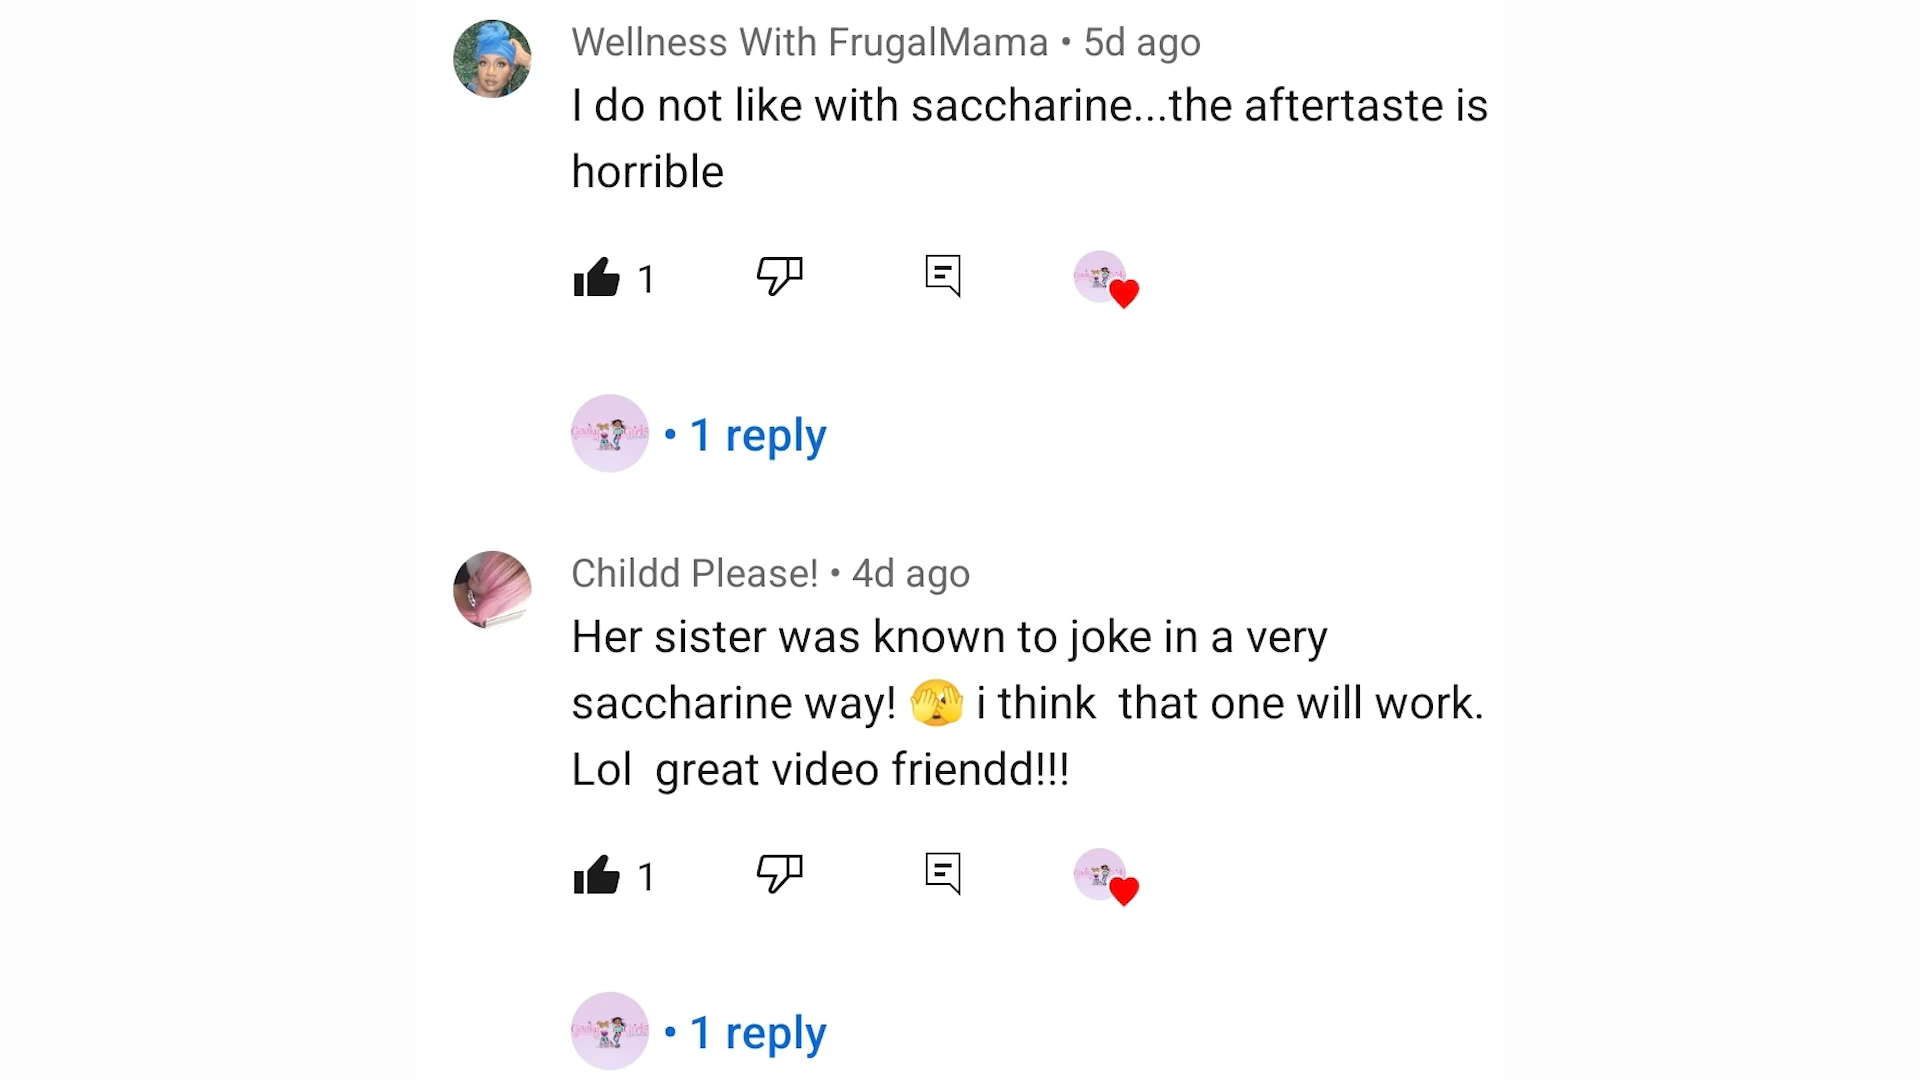 Wellness With FrugalMama • 5d ago
I do not like with saccharine...the aftertaste is
horrible
1
• 1 reply
Childd Please! • 4d ago
Her sister was known to joke in a very
saccharine way! 🫣 i think  that one will work.
Lol  great video friendd!!!
1
• 1 reply